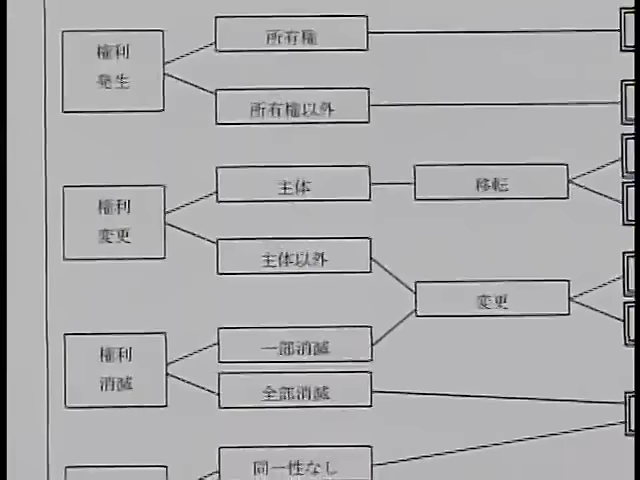 権利
発生
所有権
所有権以外
権利
変更
主体
移転
主体以外
変更
権利
消滅
一部消滅
全部消滅
同一性なし